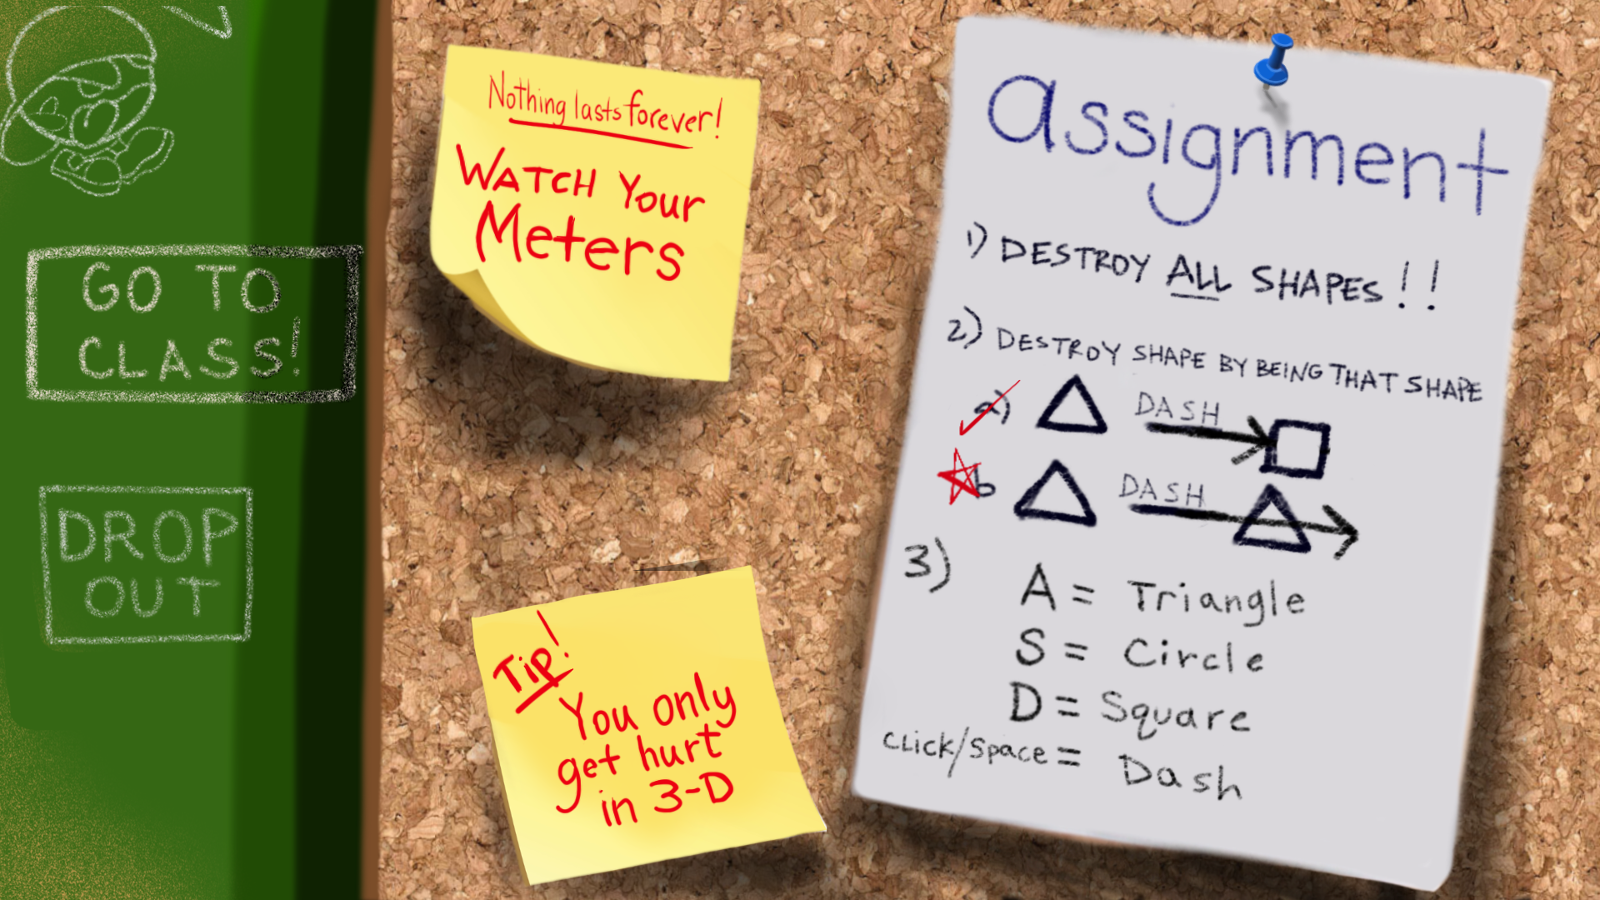 GO TO
CLASS!
DROP
OUT
Nothing lasts forever!
WATCH Your
Meters
Tip!
You only
get hurt
in 3-D
assignment
1) DESTROY ALL SHAPES!!
2) DESTROY SHAPE BY BEING THAT SHAPE
a) DASH
b DASH
3)
A = Triangle
S = Circle
D = Square
Click/Space = Dash